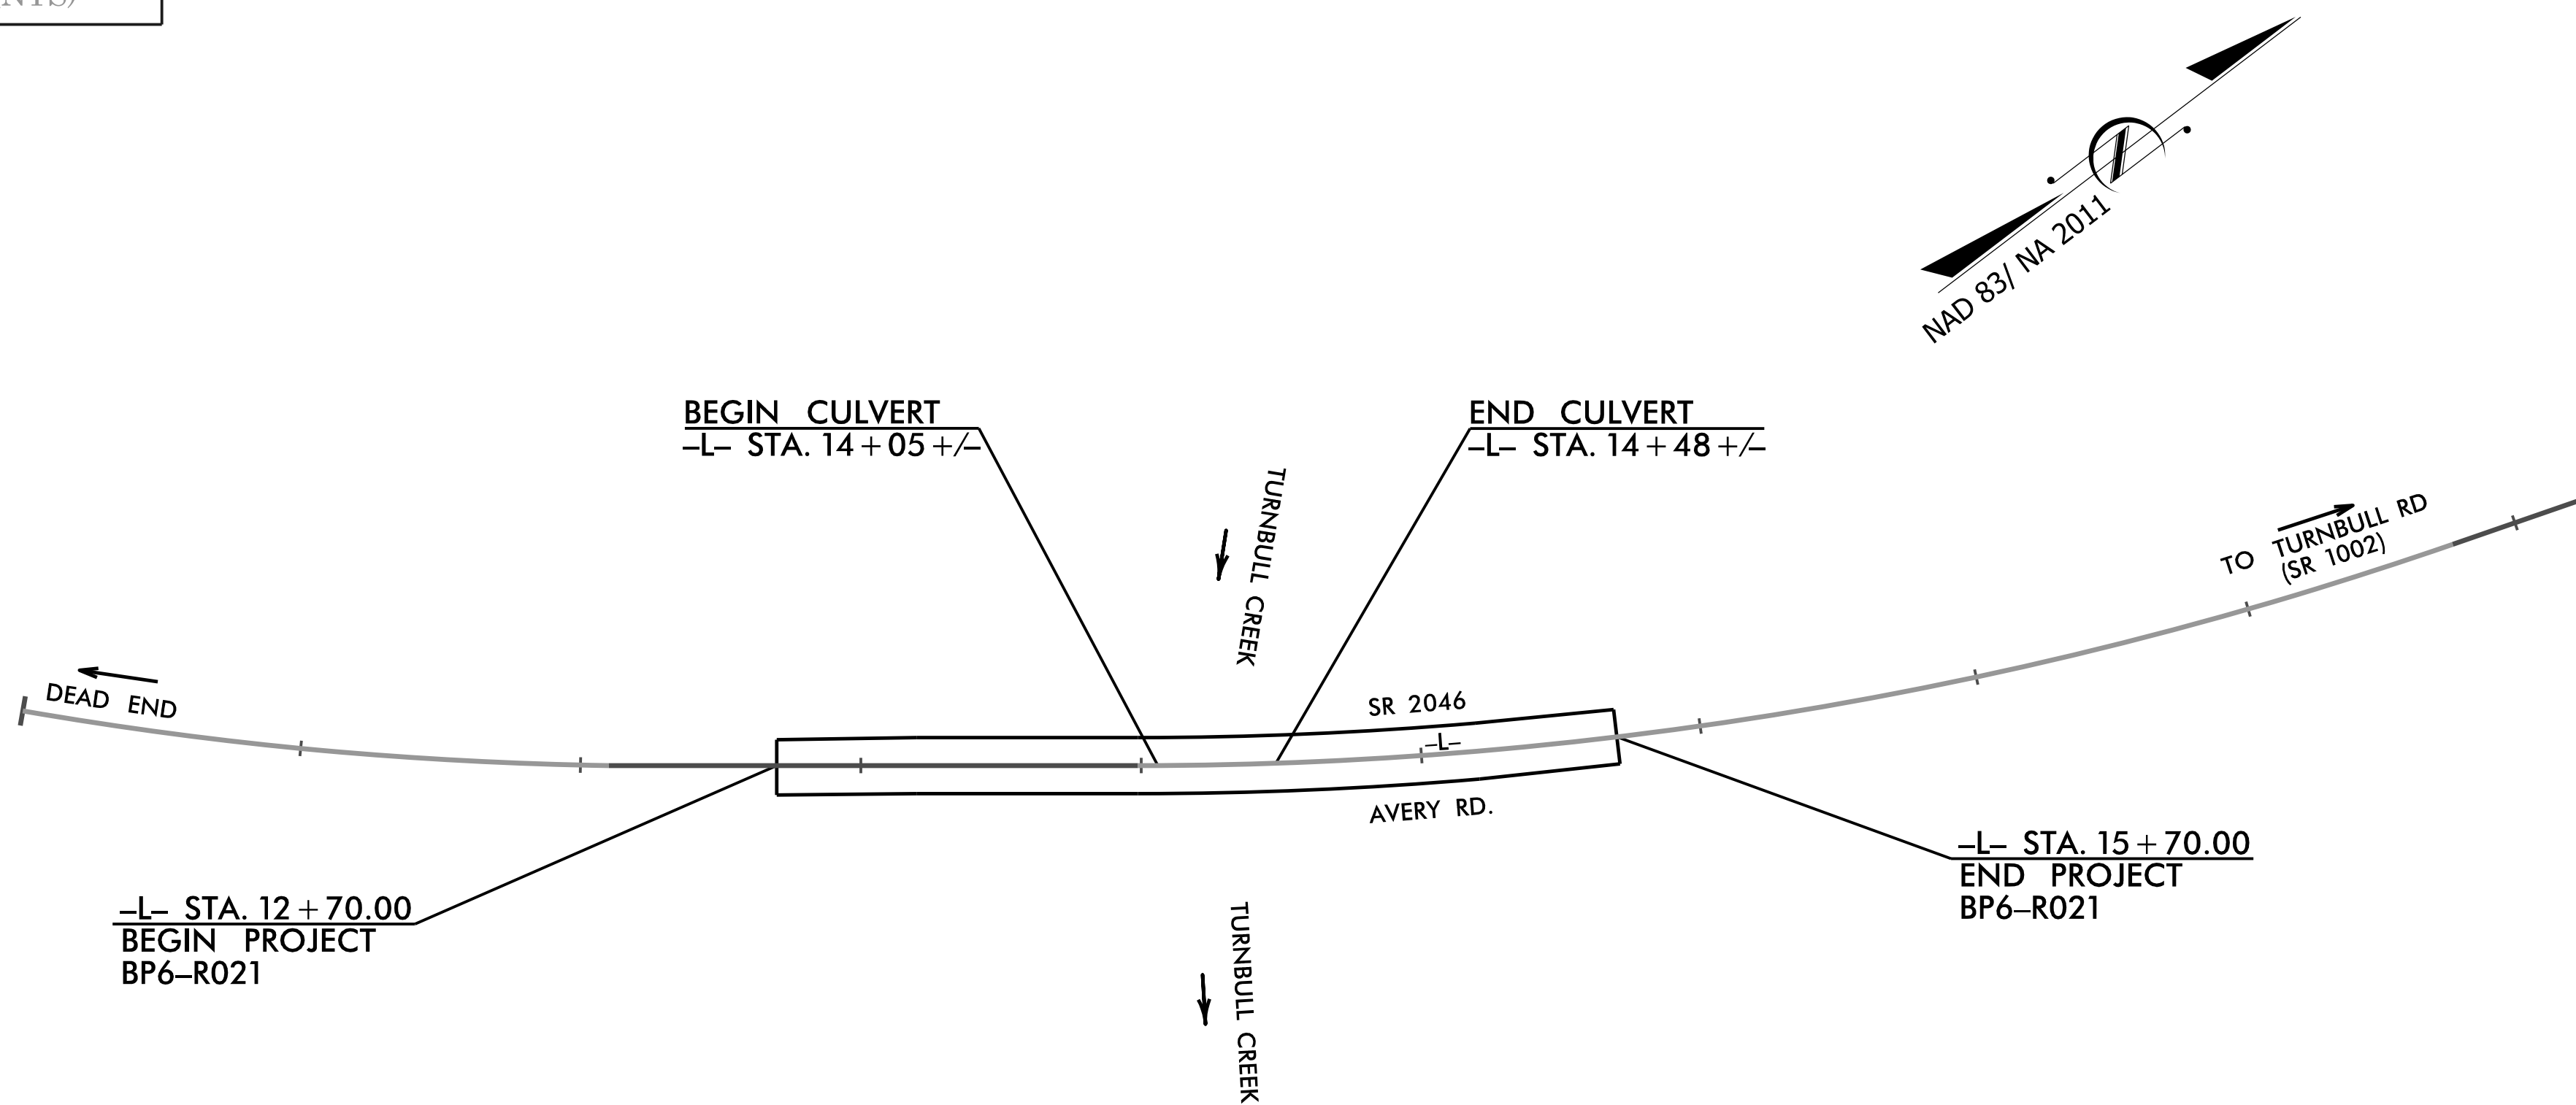 NAD 83/ NA 2011
BEGIN CULVERT
-L- STA. 14+05 +/-
END CULVERT
-L- STA. 14+48 +/-
TURNBULL CREEK
TO TURNBULL RD
(SR 1002)
DEAD END
SR 2046
-L-
AVERY RD.
-L- STA. 15+70.00
END PROJECT
BP6-R021
-L- STA. 12+70.00
BEGIN PROJECT
BP6-R021
TURNBULL CREEK